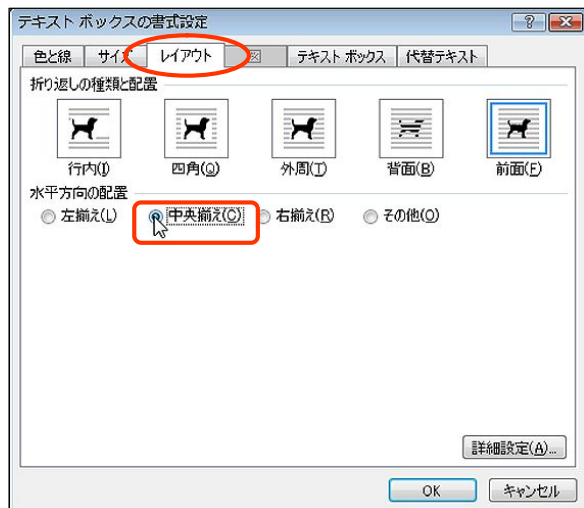 テキスト ボックスの書式設定
色と線 サイズ レイアウト 図 テキスト ボックス 代替テキスト
折り返しの種類と配置
行内(I) 四角(Q) 外周(T) 背面(B) 前面(F)
水平方向の配置
左揃え(L) 中央揃え(C) 右揃え(R) その他(O)
詳細設定(A)...
OK キャンセル